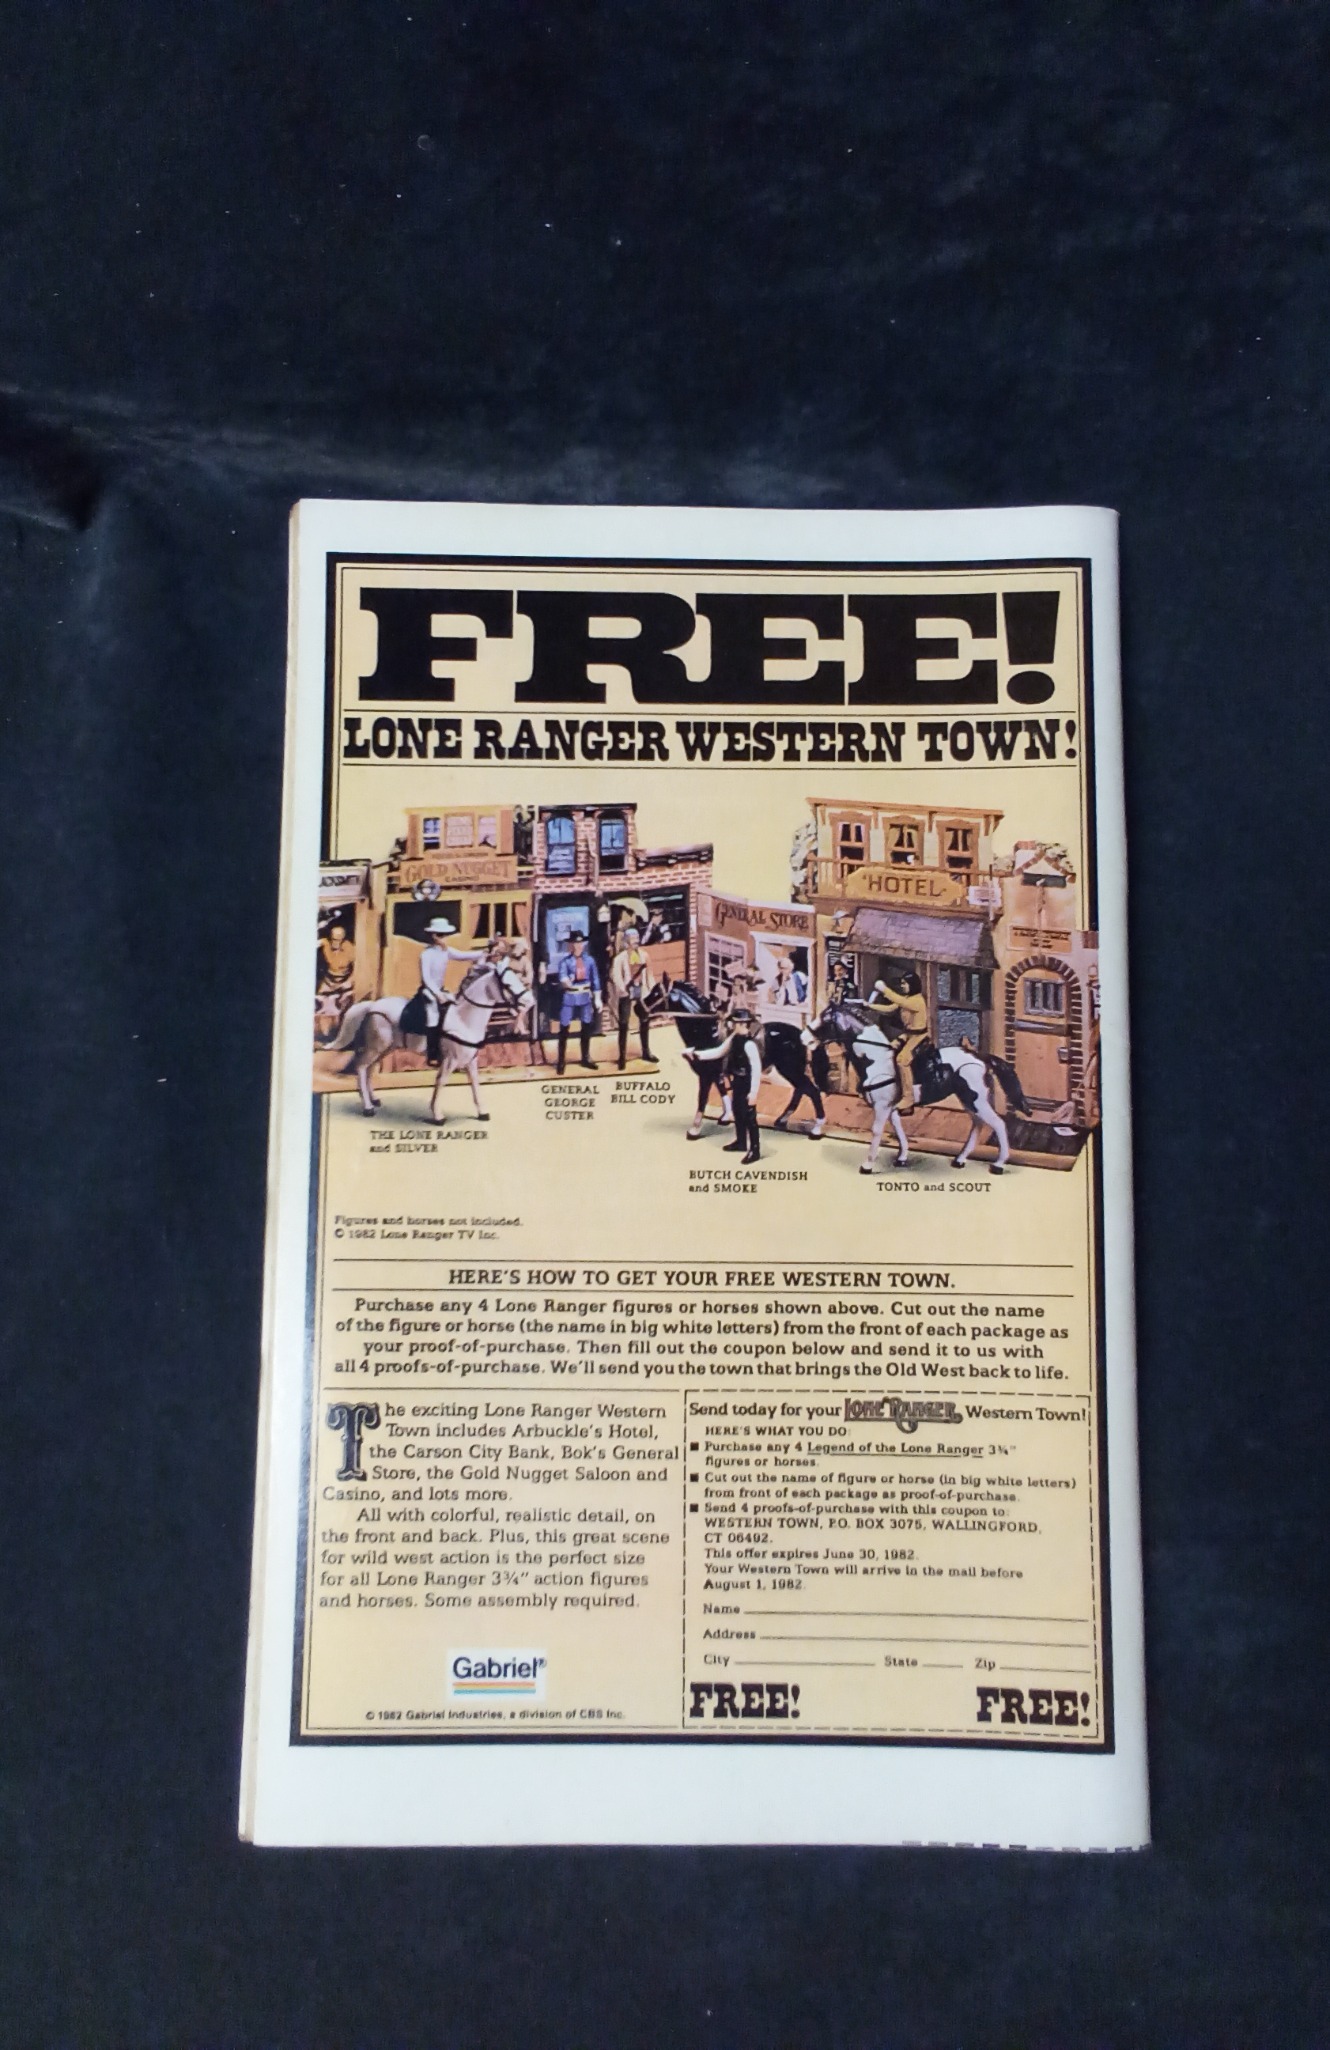 FREE!
LONE RANGER WESTERN TOWN!
GOLD NUGGET
CASINO
GENERAL STORE
HOTEL
GENERAL
GEORGE
CUSTER
BUFFALO
BILL CODY
THE LONE RANGER
and SILVER
BUTCH CAVENDISH
and SMOKE
TONTO and SCOUT
Figures and horses not included.
© 1982 Lone Ranger TV Inc.
HERE'S HOW TO GET YOUR FREE WESTERN TOWN.
Purchase any 4 Lone Ranger figures or horses shown above. Cut out the name
of the figure or horse (the name in big white letters) from the front of each package as
your proof-of-purchase. Then fill out the coupon below and send it to us with
all 4 proofs-of-purchase. We'll send you the town that brings the Old West back to life.
The exciting Lone Ranger Western
Town includes Arbuckle's Hotel,
the Carson City Bank, Bok's General
Store, the Gold Nugget Saloon and
Casino, and lots more.
All with colorful, realistic detail, on
the front and back. Plus, this great scene
for wild west action is the perfect size
for all Lone Ranger 3¾" action figures
and horses. Some assembly required.
Gabriel®
© 1982 Gabriel Industries, a division of CBS Inc.
Send today for your LONE RANGER Western Town!
HERE'S WHAT YOU DO:
■ Purchase any 4 Legend of the Lone Ranger 3¾"
figures or horses.
■ Cut out the name of figure or horse (in big white letters)
from front of each package as proof-of-purchase.
■ Send 4 proofs-of-purchase with this coupon to:
WESTERN TOWN, P.O. BOX 3075, WALLINGFORD,
CT 06492.
This offer expires June 30, 1982.
Your Western Town will arrive in the mail before
August 1, 1982.
Name
Address
City State Zip
FREE! FREE!